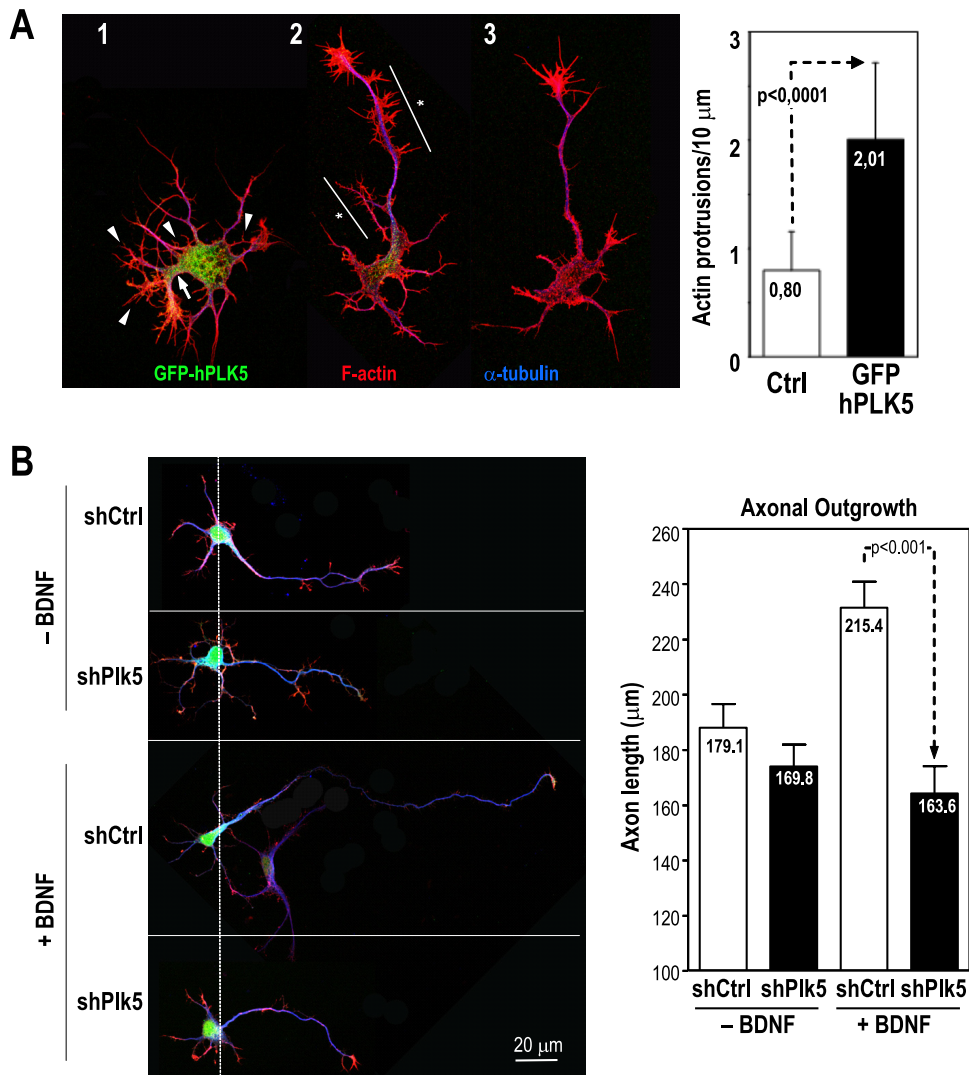 A
1
2
3
*
*
GFP-hPLK5
F-actin
α-tubulin
Actin protrusions/10 μm
3
2
1
0
p<0,0001
0,80
2,01
Ctrl
GFP
hPLK5
B
– BDNF
+ BDNF
shCtrl
shPlk5
shCtrl
shPlk5
20 μm
Axonal Outgrowth
Axon length (μm)
260
240
220
200
180
160
140
120
100
p<0.001
179.1
169.8
215.4
163.6
shCtrl shPlk5 shCtrl shPlk5
– BDNF + BDNF